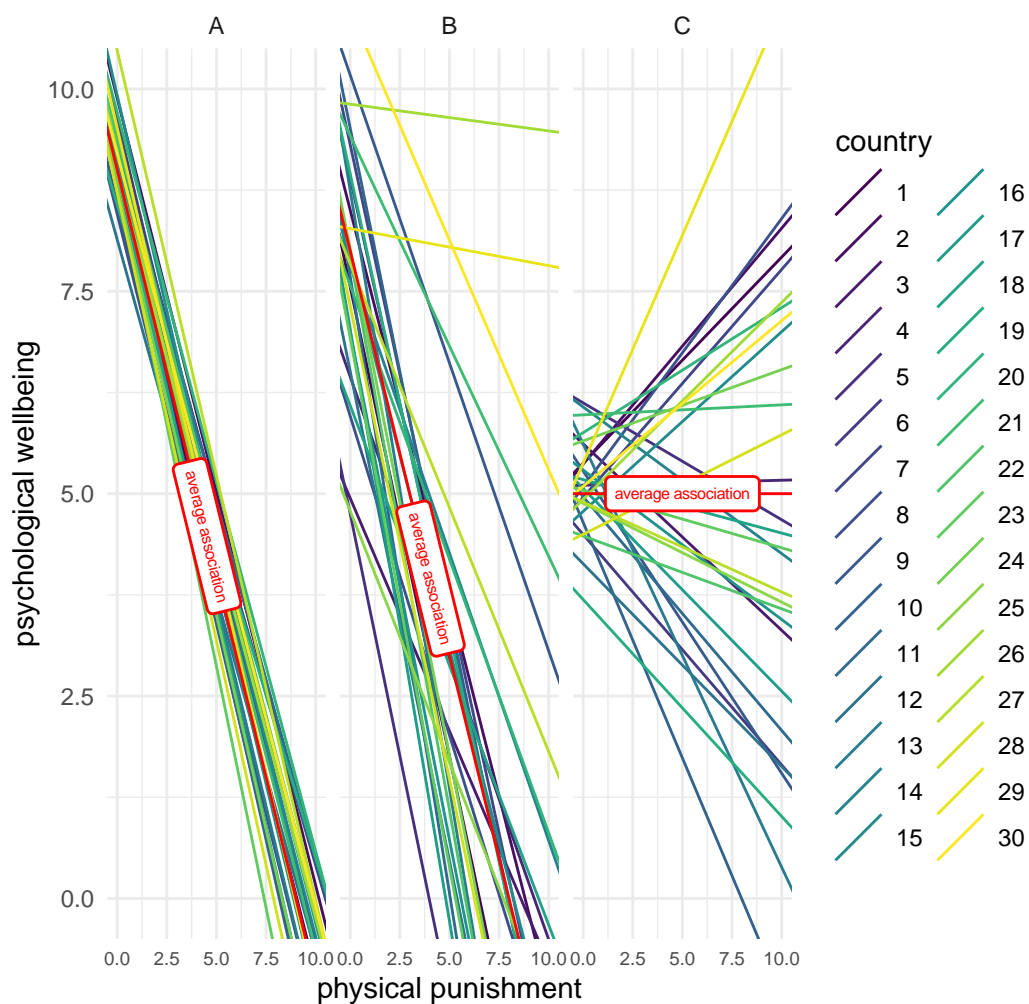 A B C
psychological wellbeing
10.0
7.5
5.0
2.5
0.0
average association
average association
average association
0.0 2.5 5.0 7.5 10.0 0.0 2.5 5.0 7.5 10.0 0.0 2.5 5.0 7.5 10.0
physical punishment
country
1 16
2 17
3 18
4 19
5 20
6 21
7 22
8 23
9 24
10 25
11 26
12 27
13 28
14 29
15 30